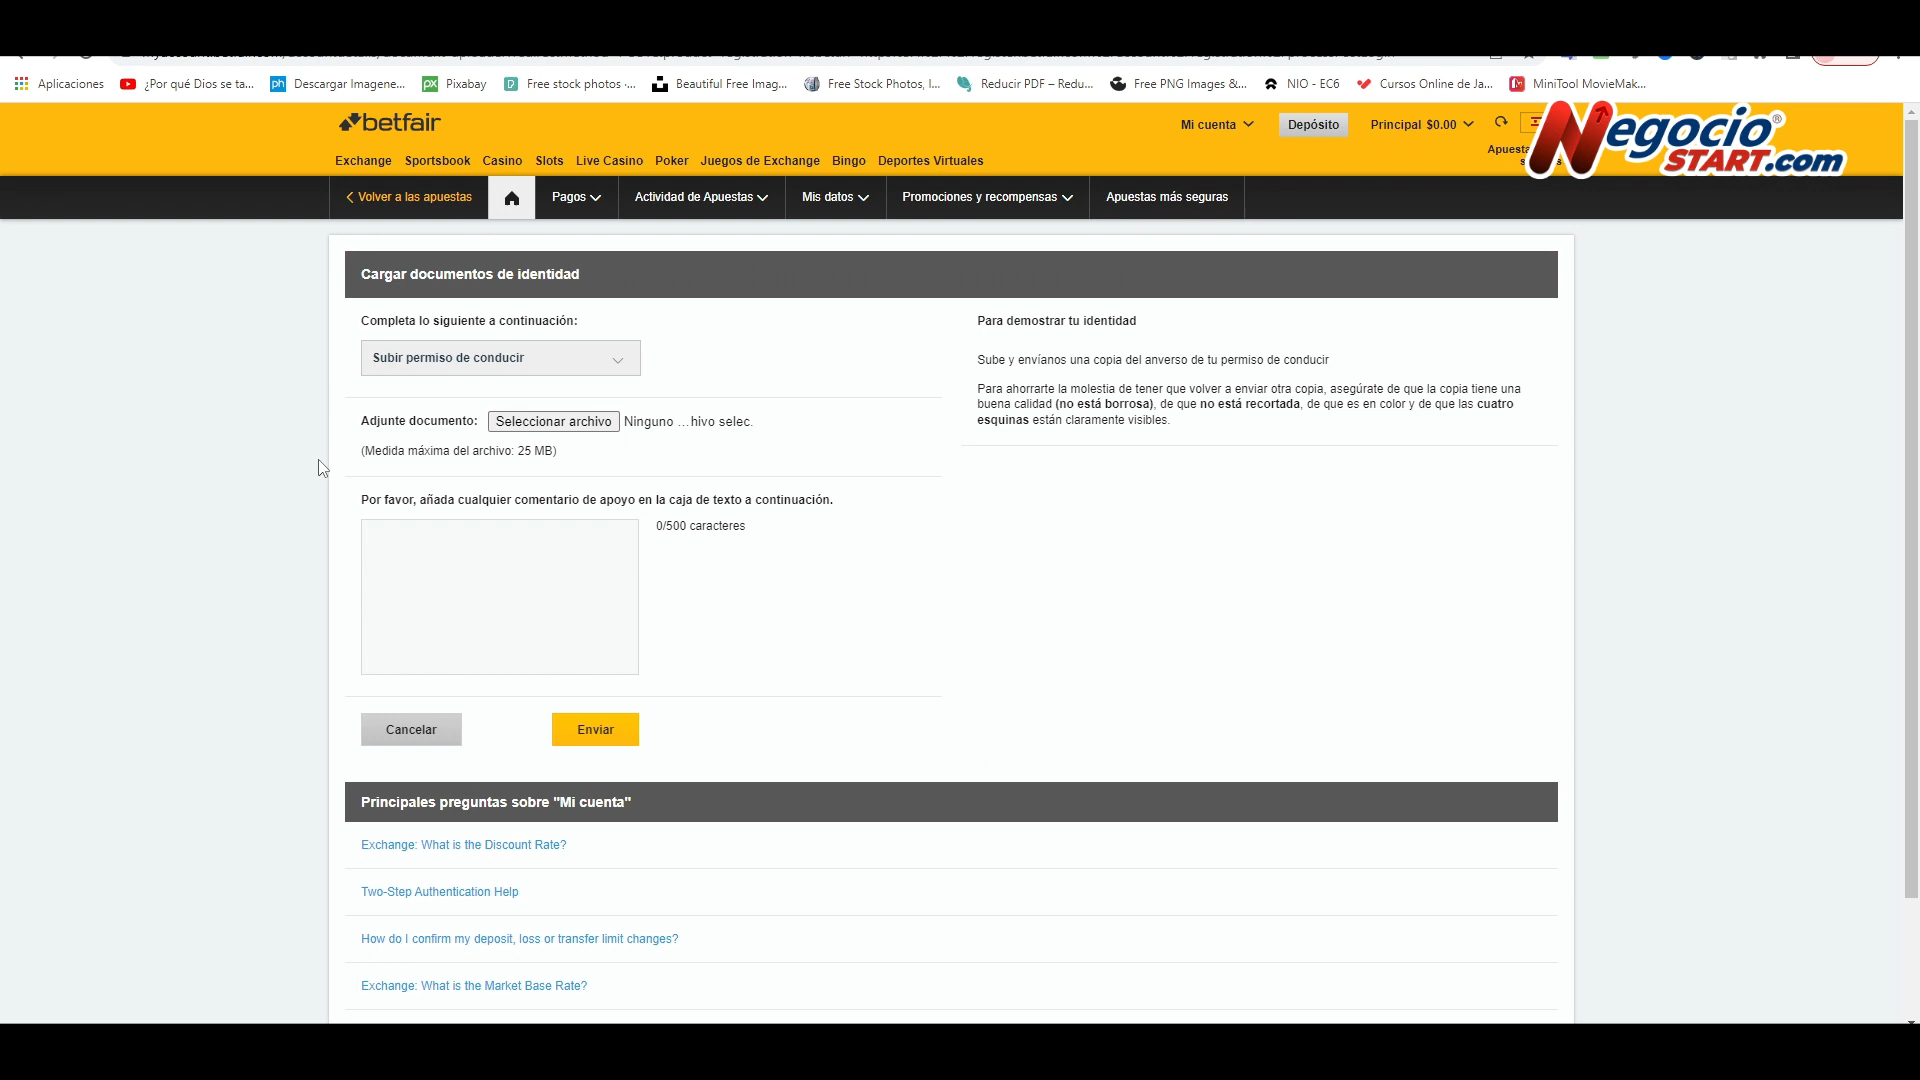 Aplicaciones
¿Por qué Dios se ta...
Descargar Imagene...
Pixabay
Free stock photos ·...
Beautiful Free Imag...
Free Stock Photos, I...
Reducir PDF – Redu...
Free PNG Images &...
NIO - EC6
Cursos Online de Ja...
MiniTool MovieMak...
betfair
Mi cuenta
Depósito
Principal $0.00
Negocio START.com
Exchange Sportsbook Casino Slots Live Casino Poker Juegos de Exchange Bingo Deportes Virtuales
Volver a las apuestas
Pagos
Actividad de Apuestas
Mis datos
Promociones y recompensas
Apuestas más seguras
Cargar documentos de identidad
Completa lo siguiente a continuación:
Subir permiso de conducir
Adjunte documento: Seleccionar archivo Ninguno ...hivo selec.
(Medida máxima del archivo: 25 MB)
Por favor, añada cualquier comentario de apoyo en la caja de texto a continuación.
0/500 caracteres
Cancelar
Enviar
Para demostrar tu identidad
Sube y envíanos una copia del anverso de tu permiso de conducir
Para ahorrarte la molestia de tener que volver a enviar otra copia, asegúrate de que la copia tiene una
buena calidad (no está borrosa), de que no está recortada, de que es en color y de que las cuatro
esquinas están claramente visibles.
Principales preguntas sobre "Mi cuenta"
Exchange: What is the Discount Rate?
Two-Step Authentication Help
How do I confirm my deposit, loss or transfer limit changes?
Exchange: What is the Market Base Rate?